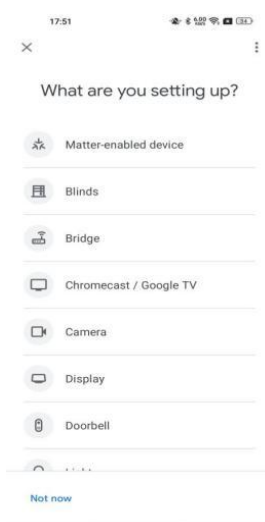 17:51
What are you setting up?
Matter-enabled device
Blinds
Bridge
Chromecast / Google TV
Camera
Display
Doorbell
Not now